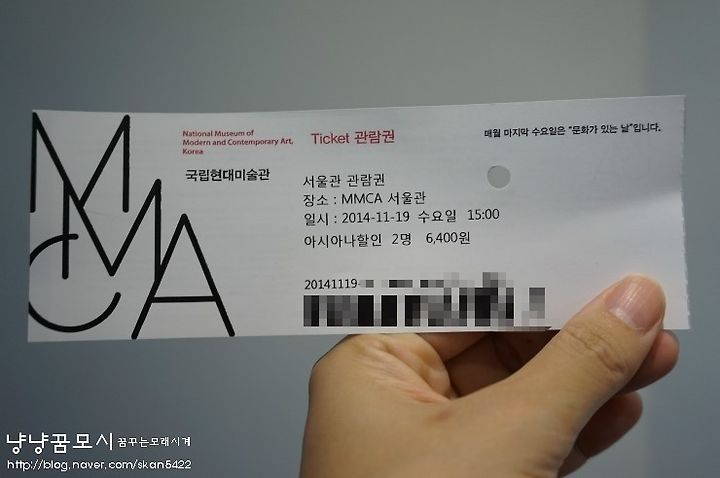 MMCA
National Museum of
Modern and Contemporary Art,
Korea
국립현대미술관
Ticket 관람권
매월 마지막 수요일은 "문화가 있는 날"입니다.
서울관 관람권
장소 : MMCA 서울관
일시 : 2014-11-19 수요일 15:00
아시아나할인 2명 6,400원
20141119-
냥냥꿈모시 꿈꾸는모래시계
http://blog.naver.com/skan5422